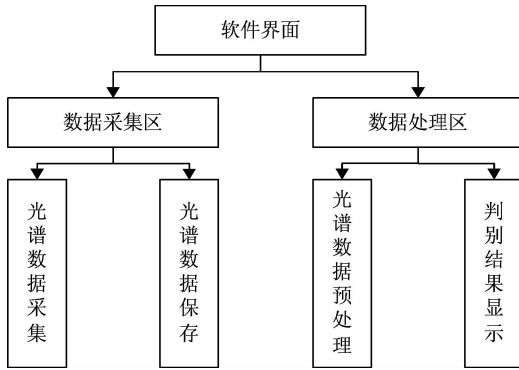 软件界面
数据采集区
数据处理区
光谱数据采集
光谱数据保存
光谱数据预处理
判别结果显示